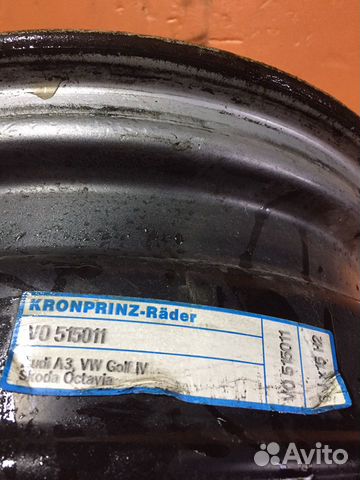 KRONPRINZ-Räder
VO 515011
udi A3, VW Golf IV
Skoda Octavia
VO 515011
Avito